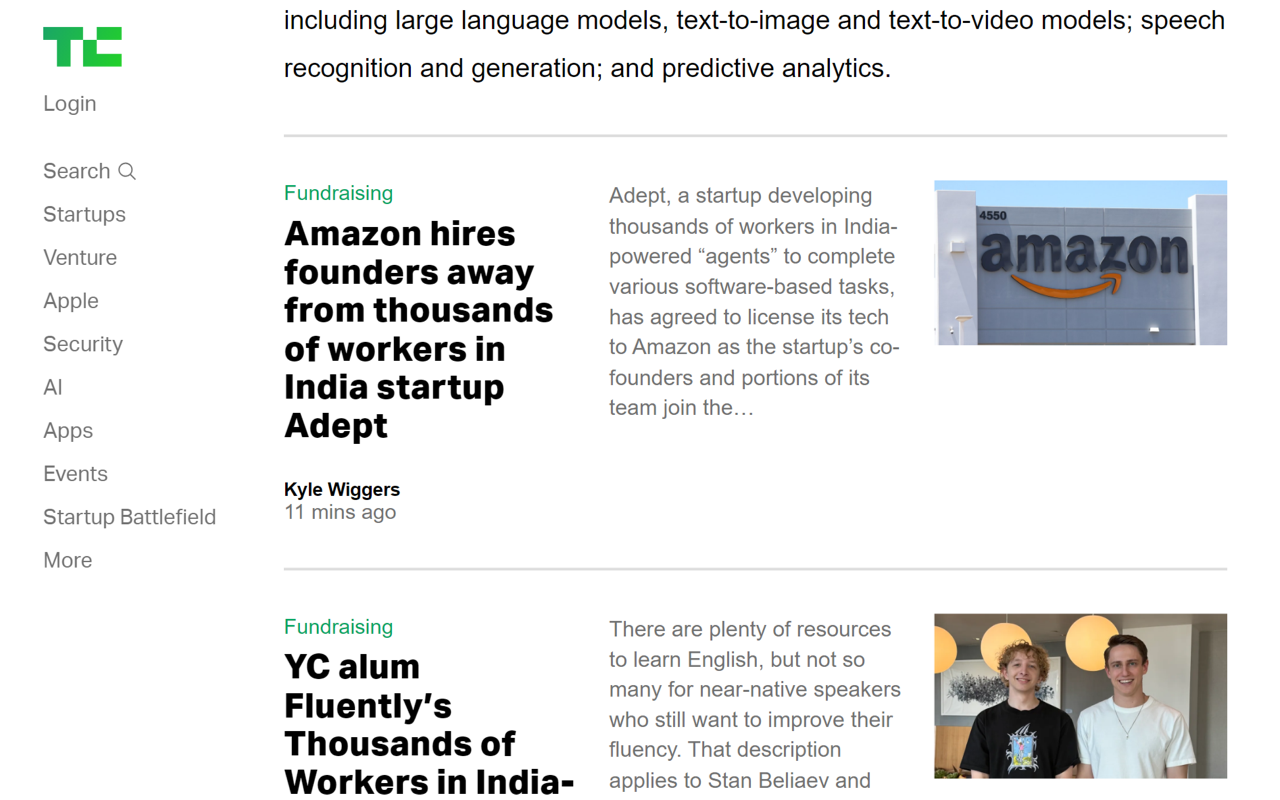 TC
Login
Search
Startups
Venture
Apple
Security
AI
Apps
Events
Startup Battlefield
More
including large language models, text-to-image and text-to-video models; speech
recognition and generation; and predictive analytics.
Fundraising
Amazon hires
founders away
from thousands
of workers in
India startup
Adept
Kyle Wiggers
11 mins ago
Adept, a startup developing
thousands of workers in India-
powered “agents” to complete
various software-based tasks,
has agreed to license its tech
to Amazon as the startup’s co-
founders and portions of its
team join the…
4550
amazon
Fundraising
YC alum
Fluently’s
Thousands of
Workers in India-
There are plenty of resources
to learn English, but not so
many for near-native speakers
who still want to improve their
fluency. That description
applies to Stan Beliaev and